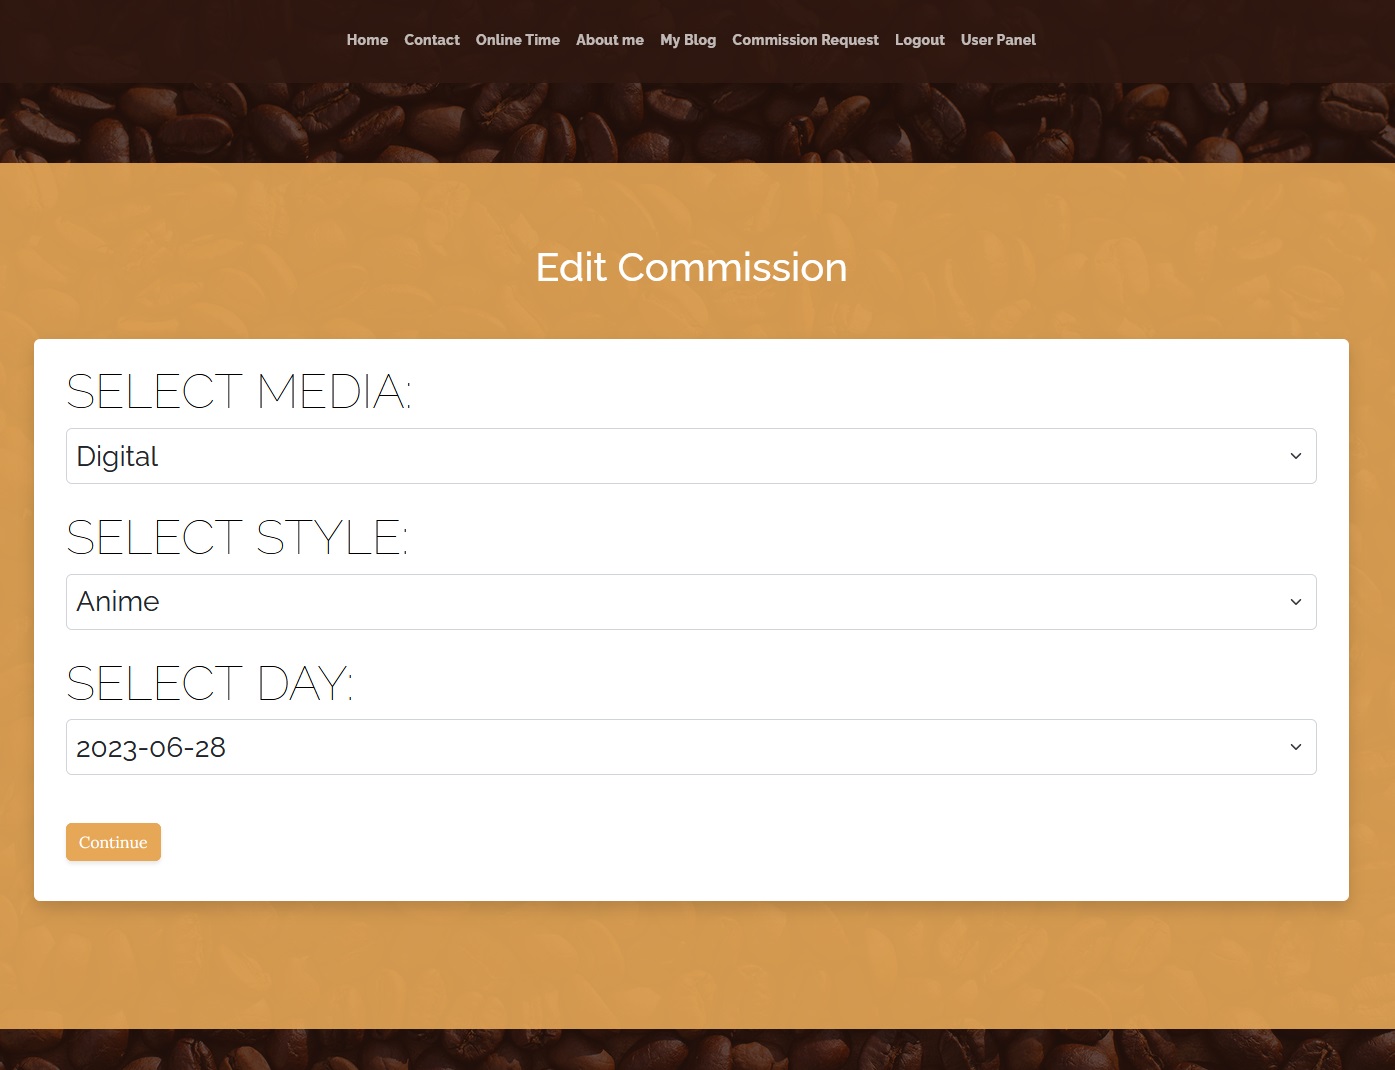 Home Contact Online Time About me My Blog Commission Request Logout User Panel
Edit Commission
SELECT MEDIA:
Digital
SELECT STYLE:
Anime
SELECT DAY:
2023-06-28
Continue